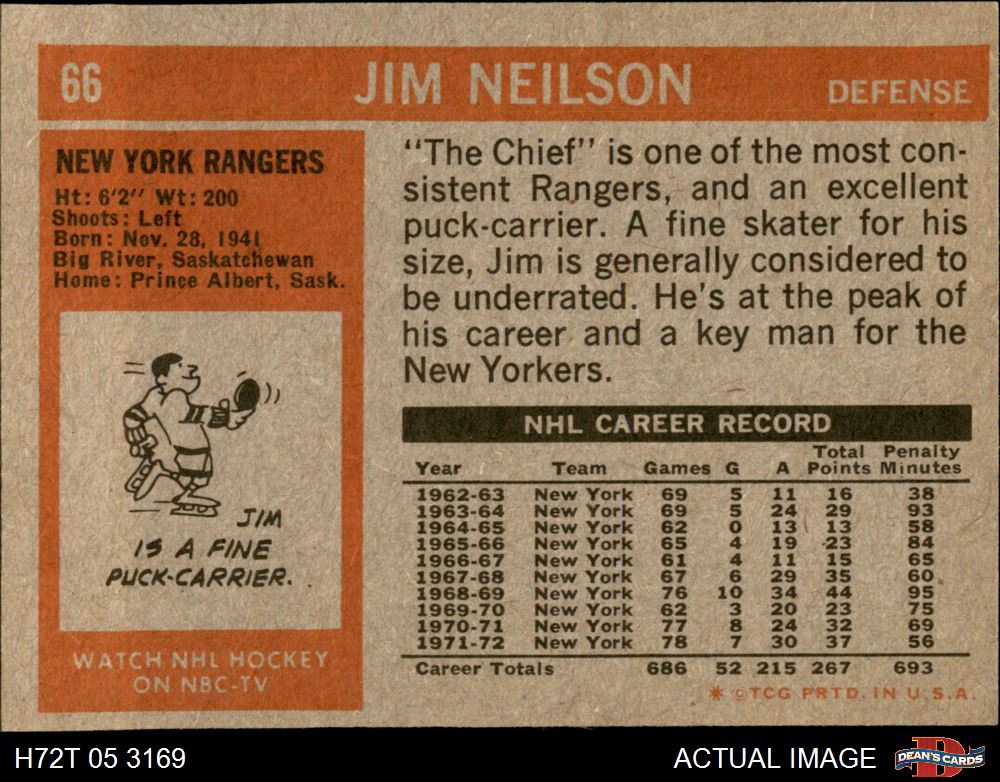 66 JIM NEILSON DEFENSE
NEW YORK RANGERS
Ht: 6'2" Wt: 200
Shoots: Left
Born: Nov. 28, 1941
Big River, Saskatchewan
Home: Prince Albert, Sask.
JIM
IS A FINE
PUCK-CARRIER.
WATCH NHL HOCKEY
ON NBC-TV
"The Chief" is one of the most con-
sistent Rangers, and an excellent
puck-carrier. A fine skater for his
size, Jim is generally considered to
be underrated. He's at the peak of
his career and a key man for the
New Yorkers.
NHL CAREER RECORD
Total Penalty
Year Team Games G A Points Minutes
1962-63 New York 69 5 11 16 38
1963-64 New York 69 5 24 29 93
1964-65 New York 62 0 13 13 58
1965-66 New York 65 4 19 23 84
1966-67 New York 61 4 11 15 65
1967-68 New York 67 6 29 35 60
1968-69 New York 76 10 34 44 95
1969-70 New York 62 3 20 23 75
1970-71 New York 77 8 24 32 69
1971-72 New York 78 7 30 37 56
Career Totals 686 52 215 267 693
* ©TCG PRTD. IN U.S.A.
H72T 05 3169 ACTUAL IMAGE DEAN'S CARDS